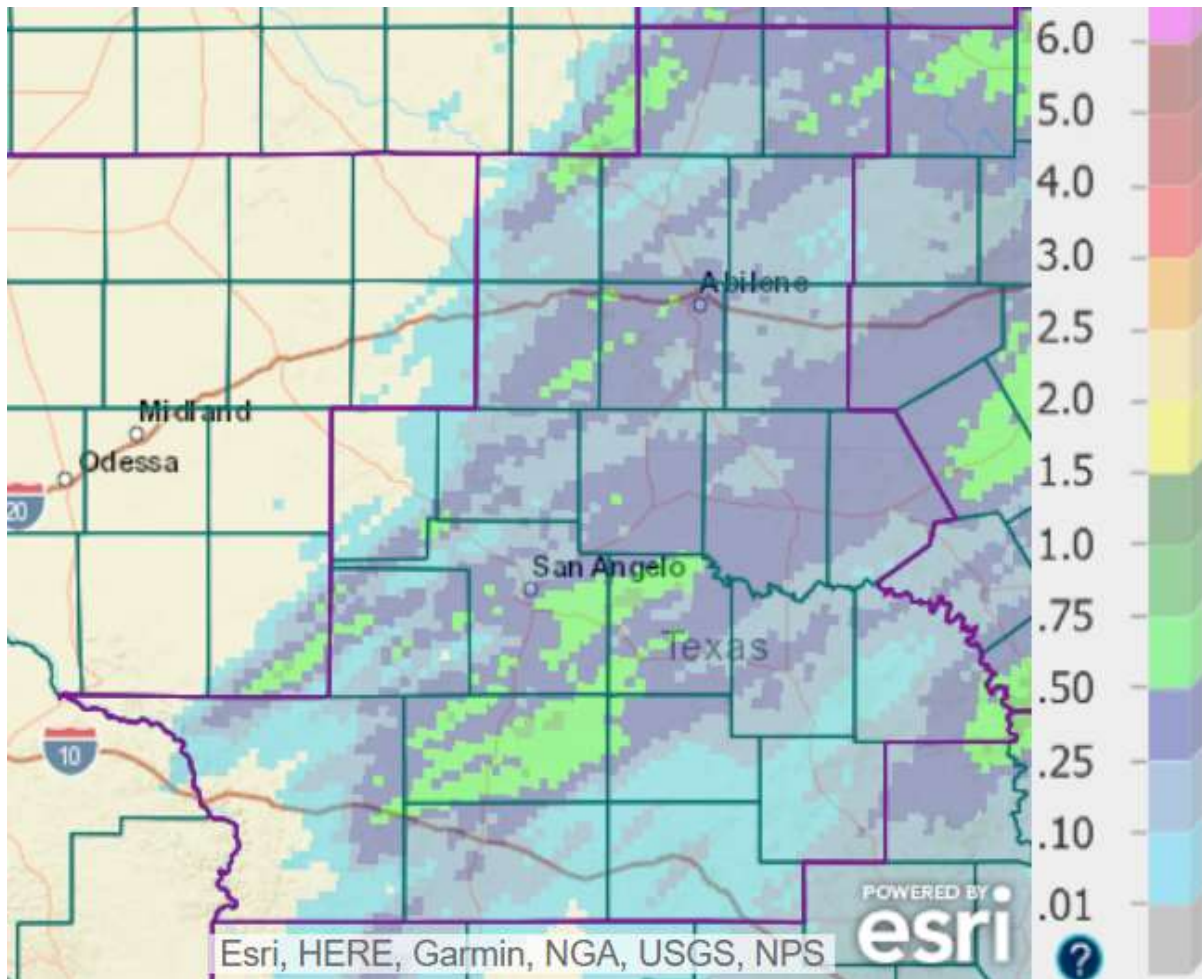 Abilene
Midland
Odessa
20
San Angelo
Texas
10
6.0
5.0
4.0
3.0
2.5
2.0
1.5
1.0
.75
.50
.25
.10
.01
?
POWERED BY
esri
Esri, HERE, Garmin, NGA, USGS, NPS